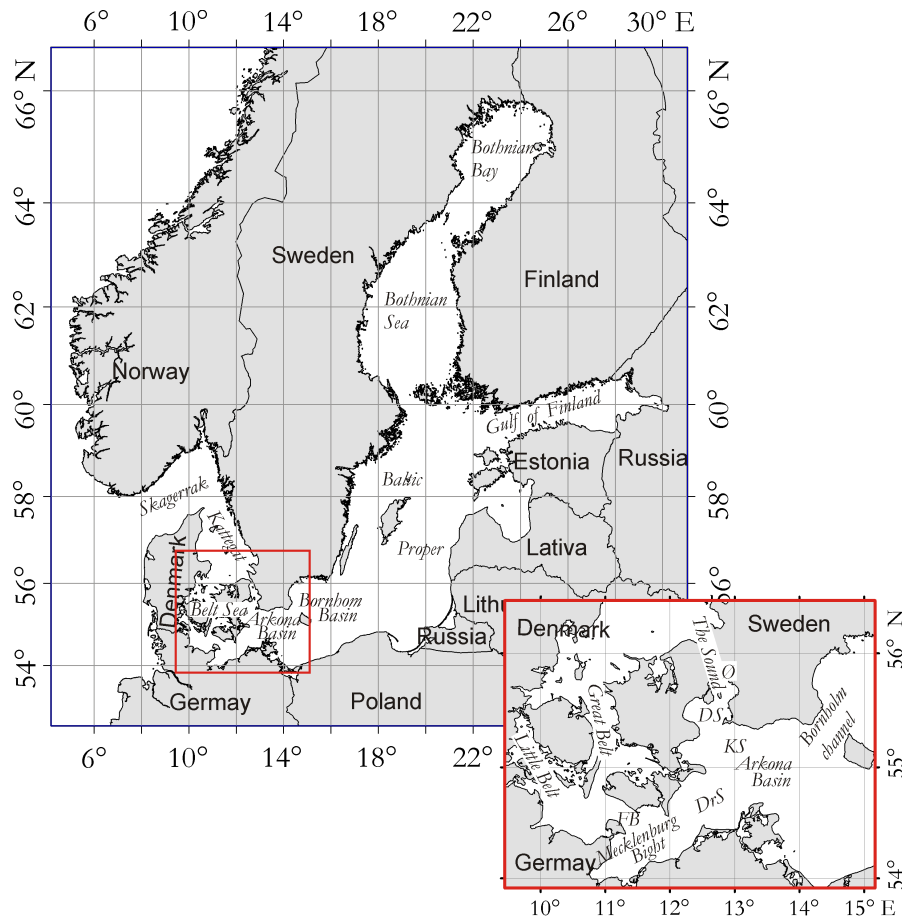 6° 10° 14° 18° 22° 26° 30° E
66° N
66° N
Bothnian
Bay
64°
64°
Sweden
Finland
Bothnian
Sea
62°
62°
Norway
60°
60°
Gulf of Finland
Estonia
Russia
Baltic
Skagerrak
58°
58°
Kattegat
Proper
Lativa
Denmark
56°
56°
Belt Sea
Arkona
Basin
Bornhom
Basin
Lithu
Russia
54°
Germay
Poland
6° 10° 14° 18° 22°
Denmark
The Sound
Sweden
N
56°
Great Belt
DS
Bornholm
channel
Little Belt
KS
Arkona
Basin
55°
DrS
FB
Mecklenburg
Bight
Germay
54°
10° 11° 12° 13° 14° 15° E